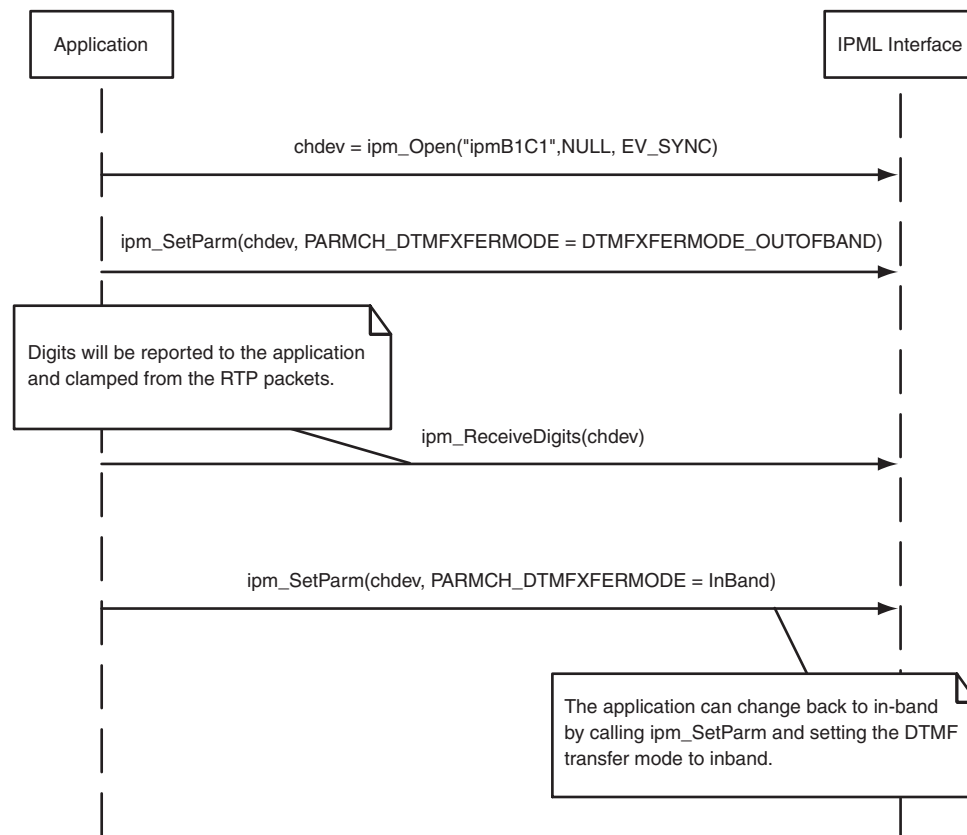 Application
IPML Interface
chdev = ipm_Open("ipmB1C1",NULL, EV_SYNC)
ipm_SetParm(chdev, PARMCH_DTMFXFERMODE = DTMFXFERMODE_OUTOFBAND)
Digits will be reported to the application
and clamped from the RTP packets.
ipm_ReceiveDigits(chdev)
ipm_SetParm(chdev, PARMCH_DTMFXFERMODE = InBand)
The application can change back to in-band
by calling ipm_SetParm and setting the DTMF
transfer mode to inband.